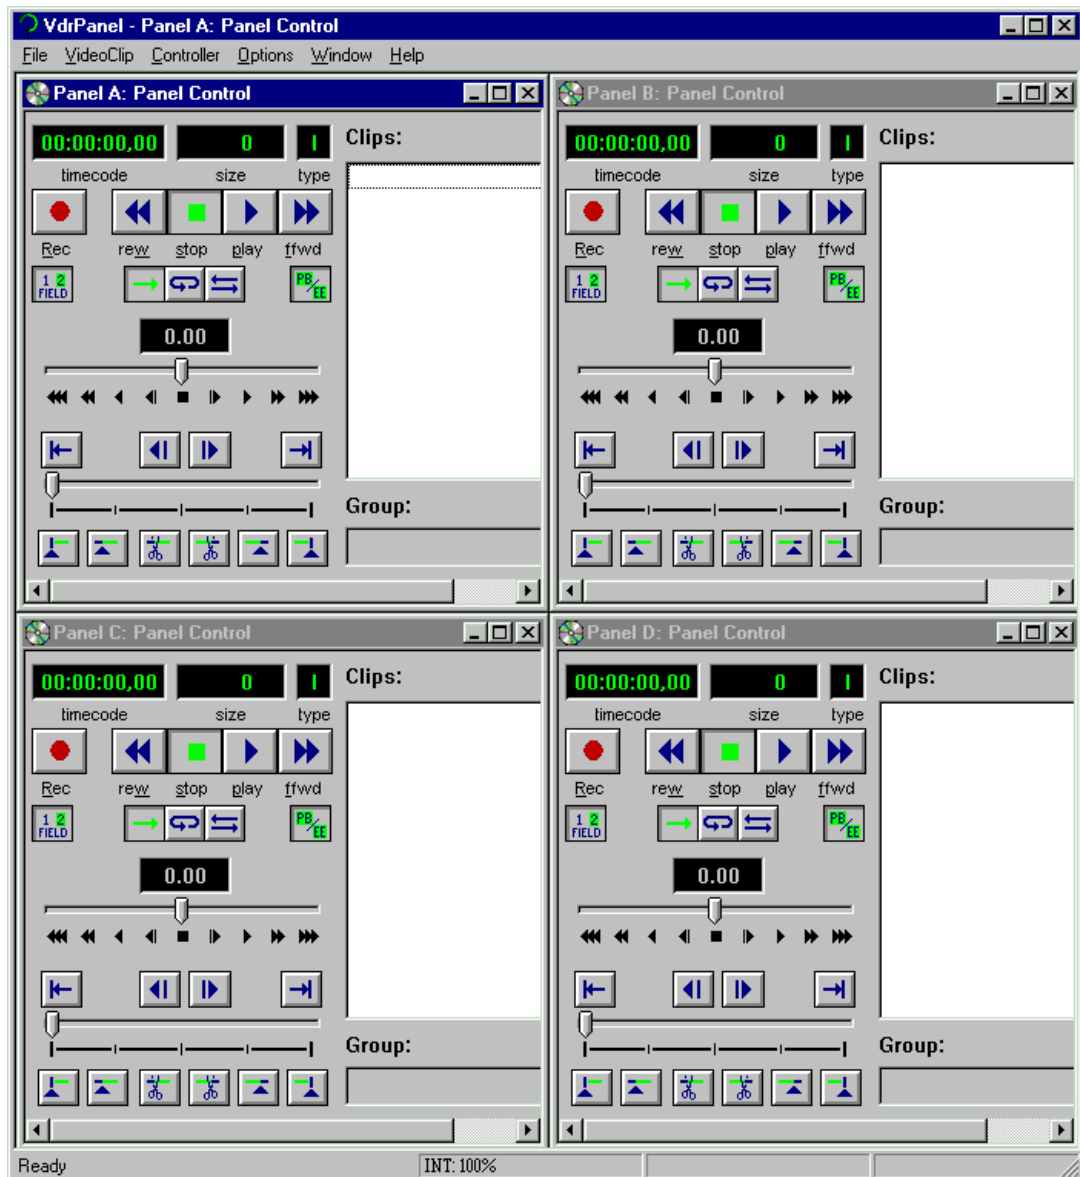 VdrPanel - Panel A: Panel Control
File VideoClip Controller Options Window Help
Panel A: Panel Control
00:00:00,00 0 I
Clips:
timecode size type
Rec rew stop play ffwd
1 2 FIELD
PB/EE
0.00
Group:
Panel B: Panel Control
00:00:00,00 0 I
Clips:
timecode size type
Rec rew stop play ffwd
1 2 FIELD
PB/EE
0.00
Group:
Panel C: Panel Control
00:00:00,00 0 I
Clips:
timecode size type
Rec rew stop play ffwd
1 2 FIELD
PB/EE
0.00
Group:
Panel D: Panel Control
00:00:00,00 0 I
Clips:
timecode size type
Rec rew stop play ffwd
1 2 FIELD
PB/EE
0.00
Group:
Ready INT: 100%